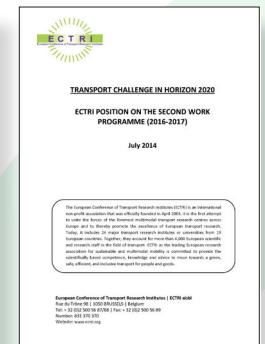 ECTRI
European Conference of Transport Research Institutes
TRANSPORT CHALLENGE IN HORIZON 2020
ECTRI POSITION ON THE SECOND WORK
PROGRAMME (2016-2017)
July 2014
The European Conference of Transport Research Institutes (ECTRI) is an international
non-profit association that was officially founded in April 2003. It is the first attempt
to unite the forces of the foremost multimodal transport research centres across
Europe and to thereby promote the excellence of European transport research.
Today, it includes 24 major transport research institutes or universities from 19
European countries. Together, they account for more than 4,000 European scientific
and research staff in the field of transport. ECTRI as the leading European research
association for sustainable and multimodal mobility is committed to provide the
scientifically based competence, knowledge and advice to move towards a green,
safe, efficient, and inclusive transport for people and goods.
European Conference of Transport Research Institutes | ECTRI aisbl
Rue du Trône 98 | 1050 BRUSSELS | Belgium
Tel: + 32 (0)2 500 56 87/88 | Fax: + 32 (0)2 500 56 89
Number: 831 370 370
Website: www.ectri.org